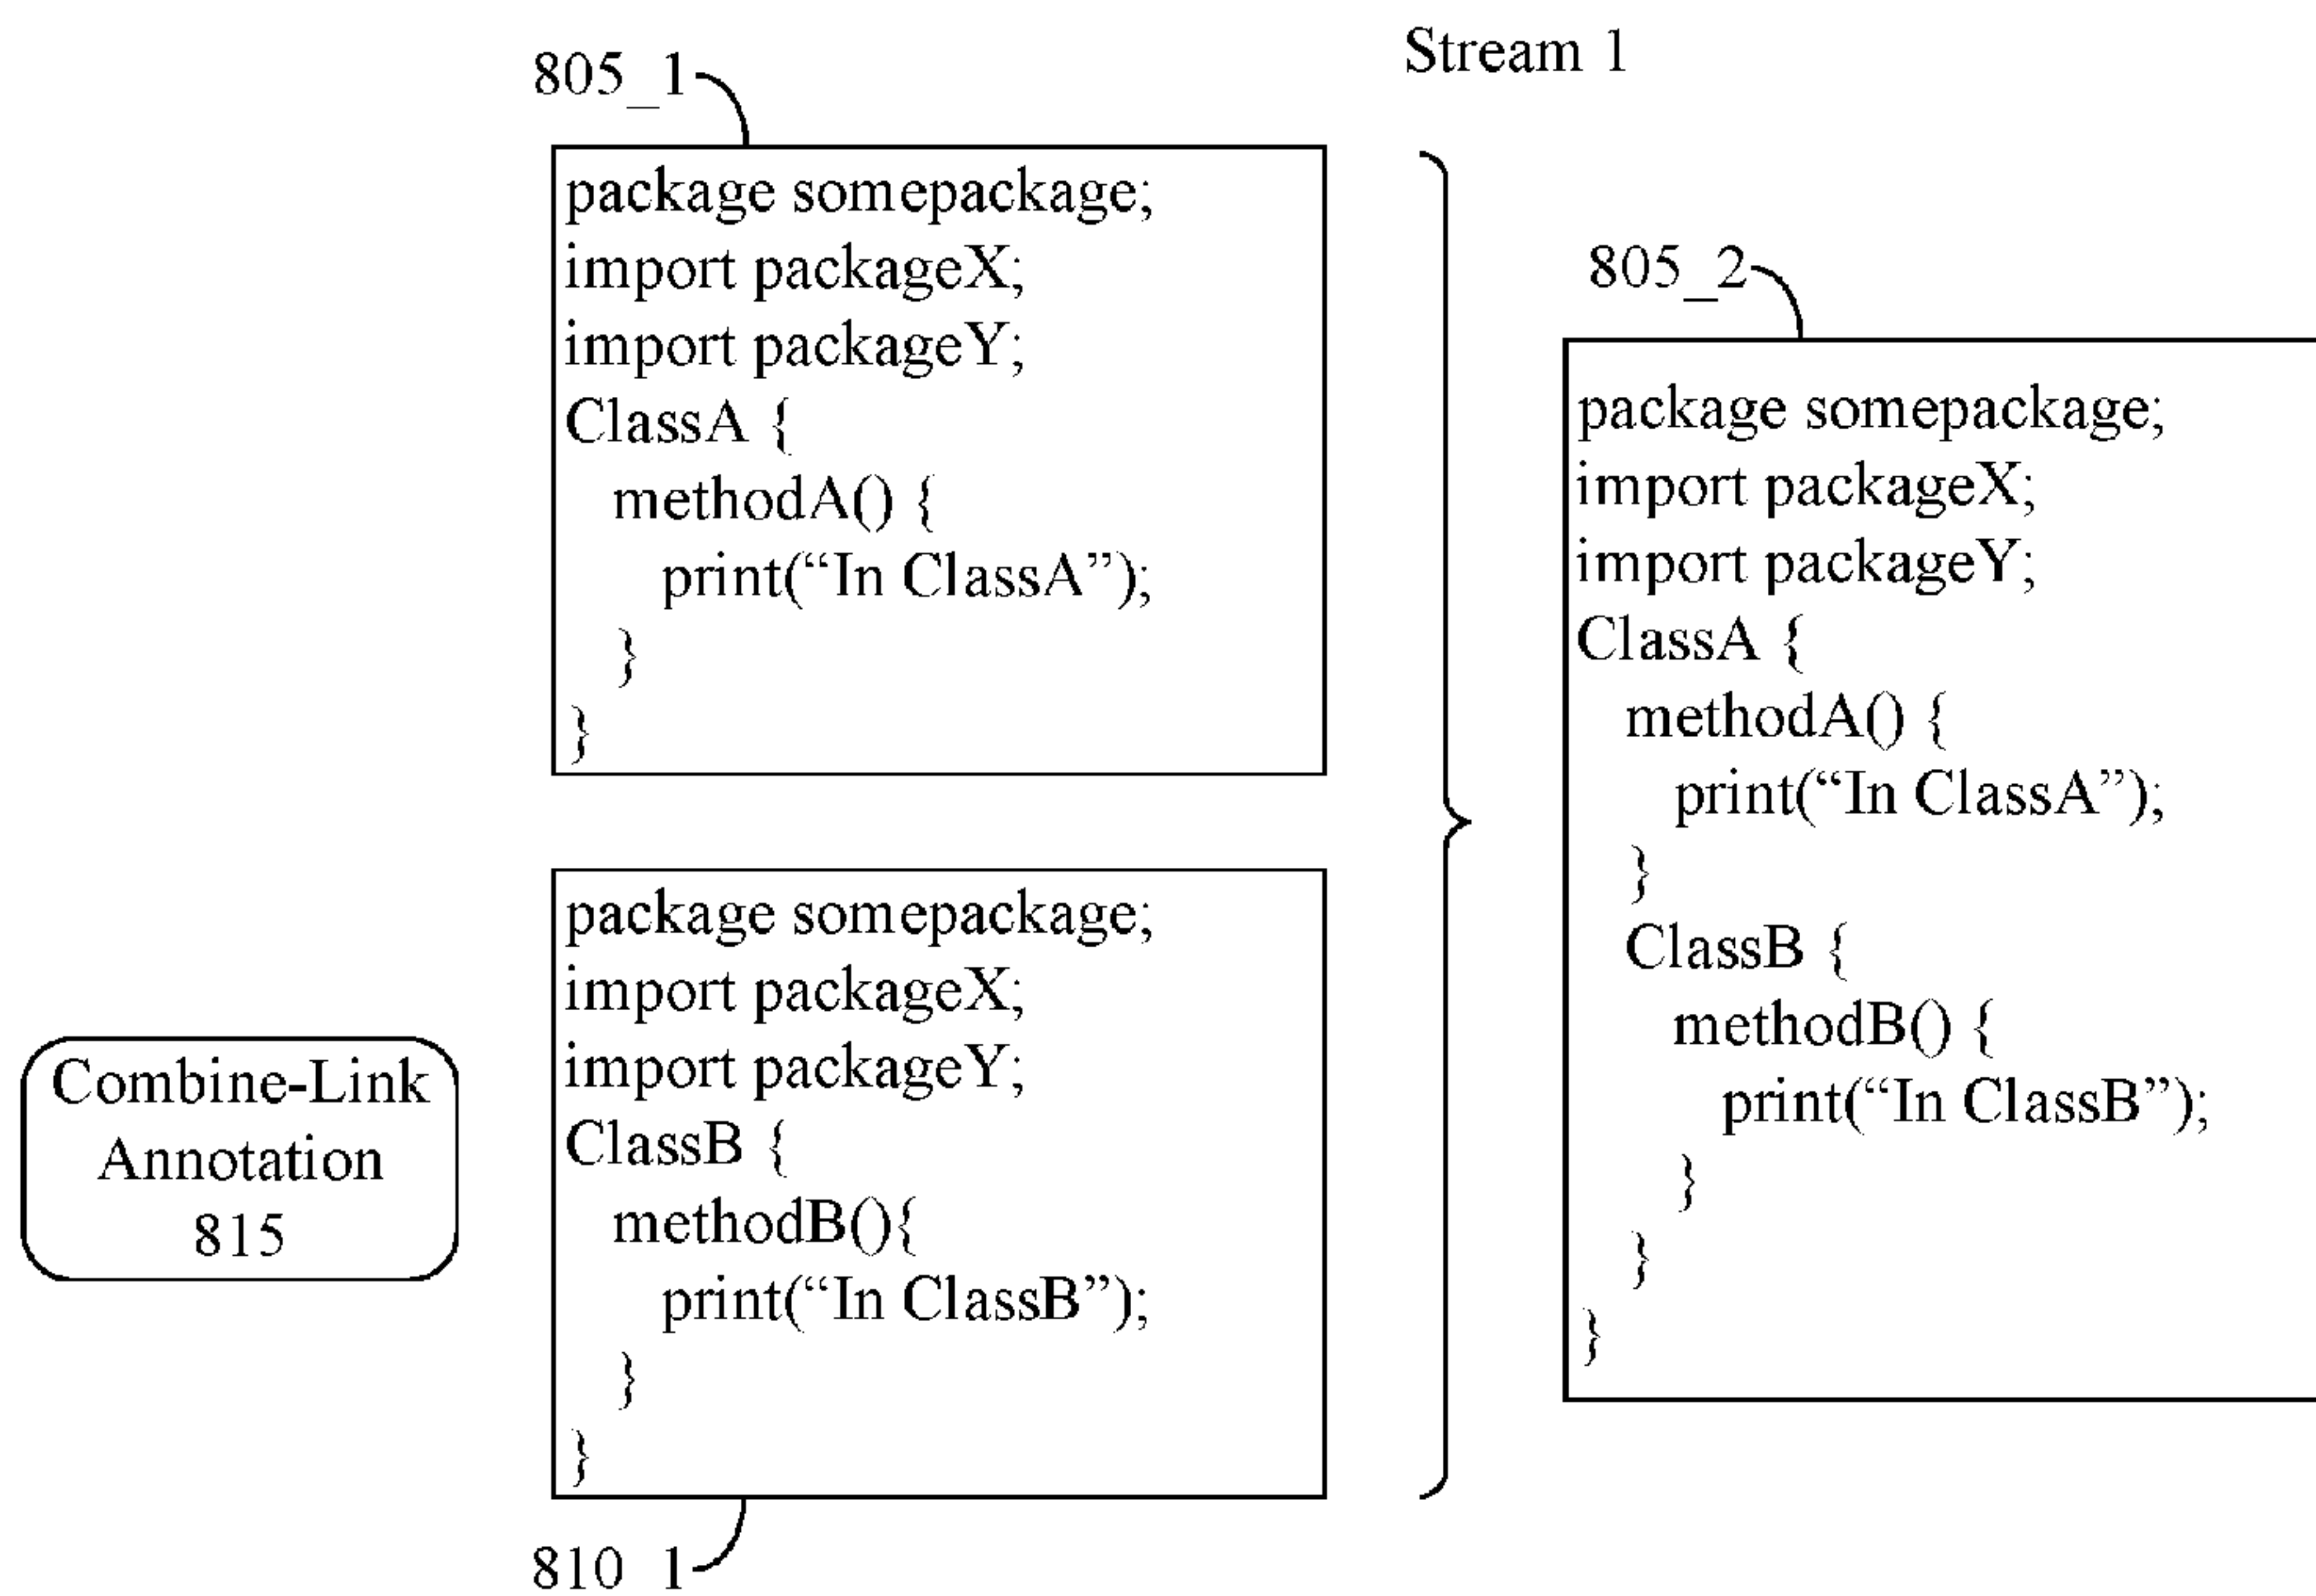 Stream 1
805_1
package somepackage;
import packageX;
import packageY;
ClassA {
methodA() {
print(“In ClassA”);
}
}
package somepackage;
import packageX;
import packageY;
ClassB {
methodB(){
print(“In ClassB”);
}
}
810_1
Combine-Link
Annotation
815
805_2
package somepackage;
import packageX;
import packageY;
ClassA {
methodA() {
print(“In ClassA”);
}
ClassB {
methodB() {
print(“In ClassB”);
}
}
}